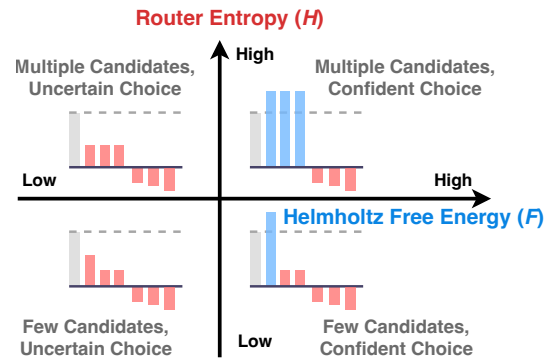 Router Entropy (H)
High
Multiple Candidates,
Uncertain Choice
Multiple Candidates,
Confident Choice
Low
High
Helmholtz Free Energy (F)
Few Candidates,
Uncertain Choice
Low
Few Candidates,
Confident Choice